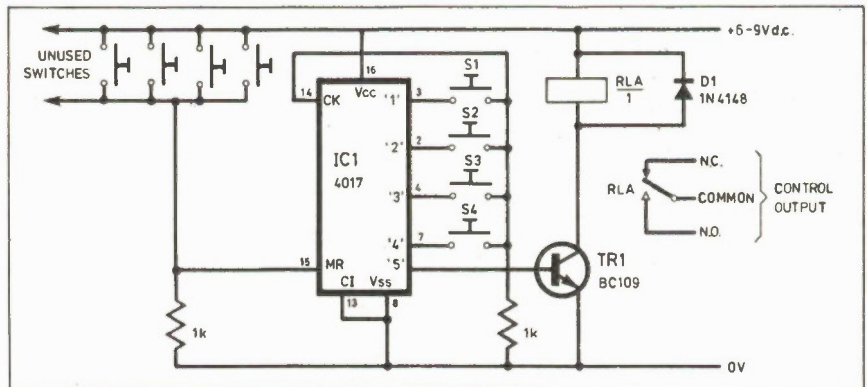 +6-9Vd.c.
UNUSED
SWITCHES
16
Vcc
14
CK
'1'
3
S1
RLA
1
D1
1N4148
IC1
4017
'2'
2
S2
'3'
4
S3
'4'
7
S4
RLA
N.C.
COMMON
N.O.
CONTROL
OUTPUT
15
MR
'5'
CI
Vss
13
8
TR1
BC109
1k
1k
0V